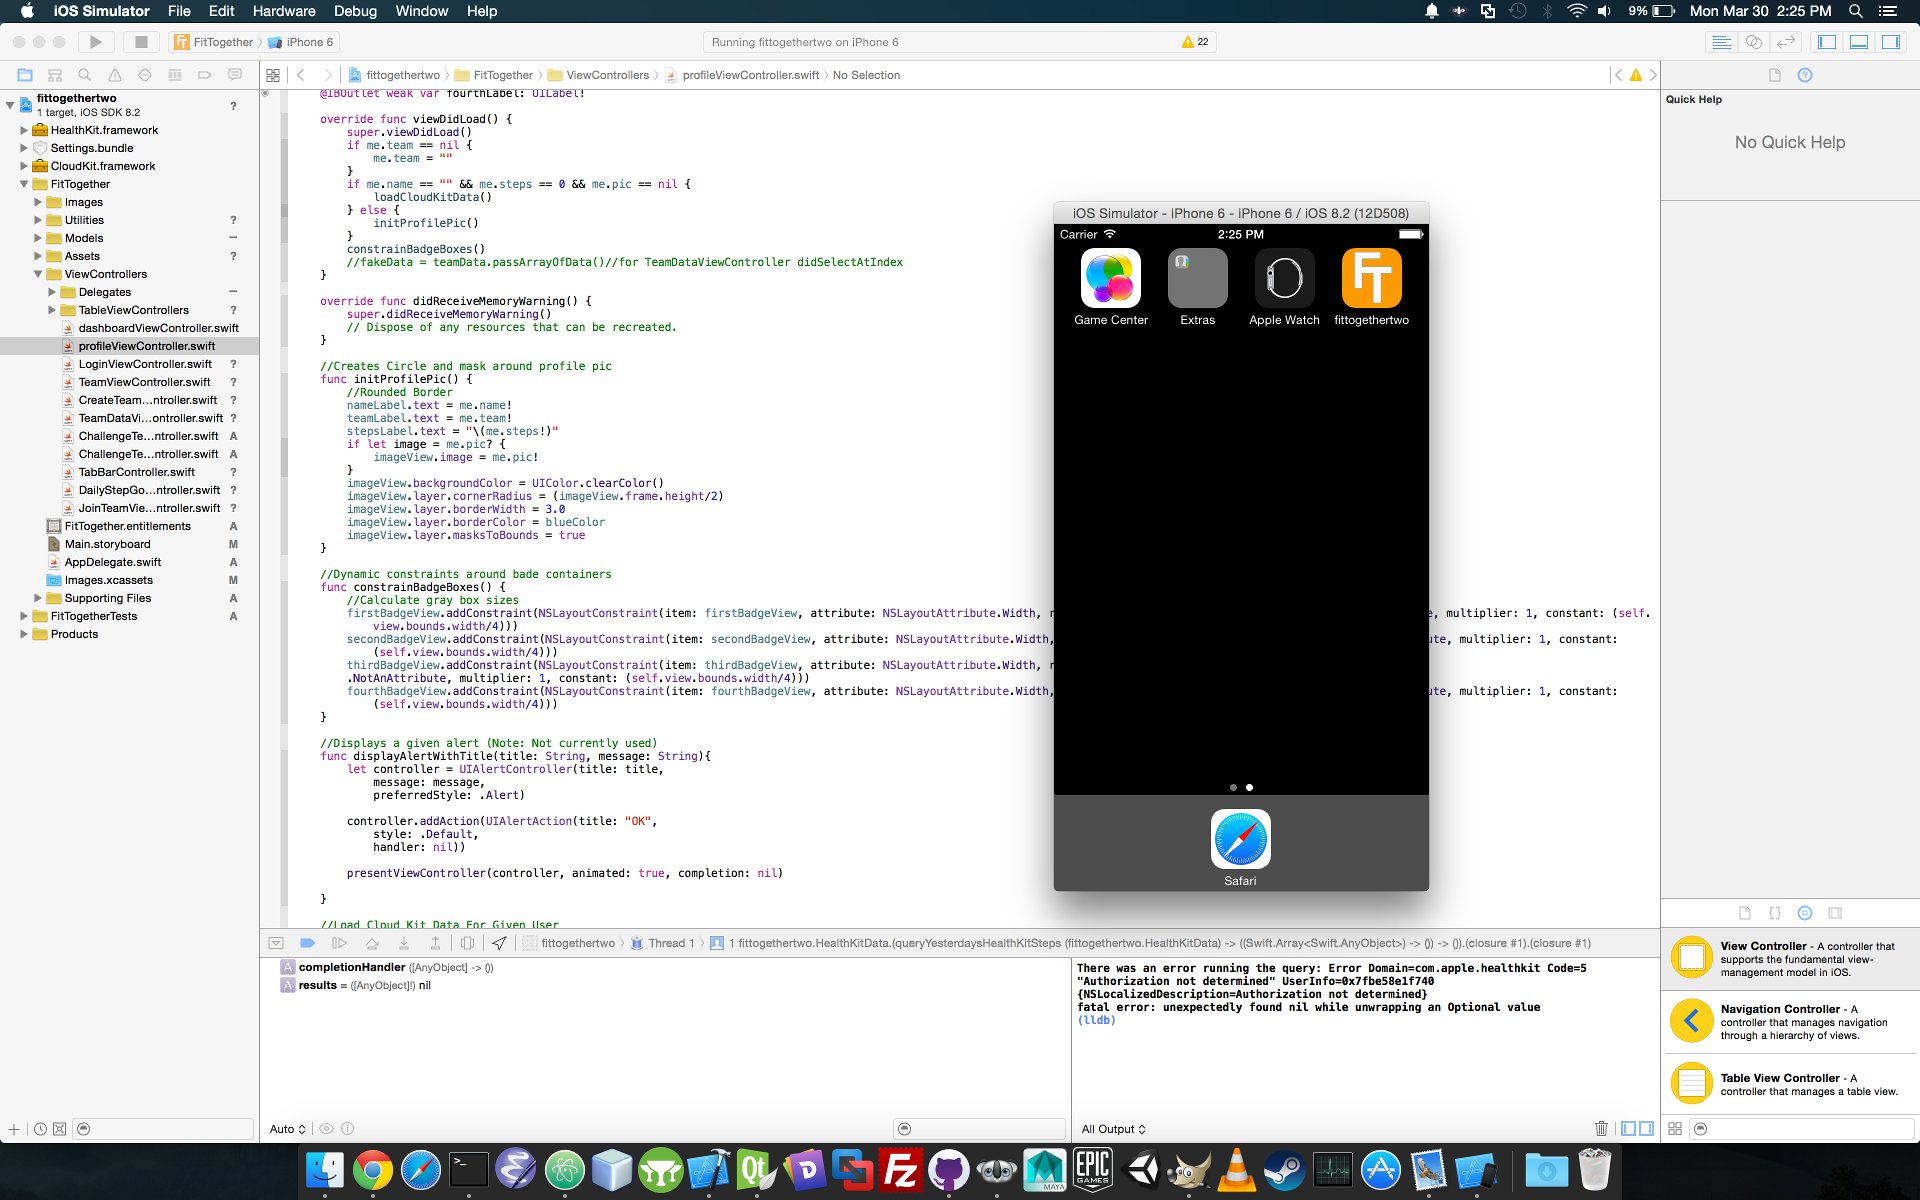 iOS Simulator File Edit Hardware Debug Window Help
9% Mon Mar 30 2:25 PM
FitTogether iPhone 6
Running fittogethertwo on iPhone 6
22
fittogethertwo FitTogether ViewControllers profileViewController.swift No Selection
fittogethertwo
1 target, iOS SDK 8.2 ?
HealthKit.framework
Settings.bundle
CloudKit.framework
FitTogether
Images
Utilities ?
Models –
Assets ?
ViewControllers
Delegates –
TableViewControllers ?
dashboardViewController.swift
profileViewController.swift
LoginViewController.swift ?
TeamViewController.swift ?
CreateTeam...ntroller.swift ?
TeamDataVi...ontroller.swift ?
ChallengeTe...ntroller.swift A
ChallengeTe...ntroller.swift A
TabBarController.swift ?
DailyStepGo...ntroller.swift ?
JoinTeamVie...ntroller.swift ?
FitTogether.entitlements A
Main.storyboard M
AppDelegate.swift A
Images.xcassets M
Supporting Files A
FitTogetherTests A
Products
@IBOutlet weak var fourthLabel: UILabel!
override func viewDidLoad() {
super.viewDidLoad()
if me.team == nil {
me.team = ""
}
if me.name == "" && me.steps == 0 && me.pic == nil {
loadCloudKitData()
} else {
initProfilePic()
}
constrainBadgeBoxes()
//fakeData = teamData.passArrayOfData()//for TeamDataViewController didSelectAtIndex
}
override func didReceiveMemoryWarning() {
super.didReceiveMemoryWarning()
// Dispose of any resources that can be recreated.
}
//Creates Circle and mask around profile pic
func initProfilePic() {
//Rounded Border
nameLabel.text = me.name!
teamLabel.text = me.team!
stepsLabel.text = "\(me.steps!)"
if let image = me.pic? {
imageView.image = me.pic!
}
imageView.backgroundColor = UIColor.clearColor()
imageView.layer.cornerRadius = (imageView.frame.height/2)
imageView.layer.borderWidth = 3.0
imageView.layer.borderColor = blueColor
imageView.layer.masksToBounds = true
}
//Dynamic constraints around bade containers
func constrainBadgeBoxes() {
//Calculate gray box sizes
firstBadgeView.addConstraint(NSLayoutConstraint(item: firstBadgeView, attribute: NSLayoutAttribute.Width, r e, multiplier: 1, constant: (self.
view.bounds.width/4)))
secondBadgeView.addConstraint(NSLayoutConstraint(item: secondBadgeView, attribute: NSLayoutAttribute.Width, ute, multiplier: 1, constant:
(self.view.bounds.width/4)))
thirdBadgeView.addConstraint(NSLayoutConstraint(item: thirdBadgeView, attribute: NSLayoutAttribute.Width, r
.NotAnAttribute, multiplier: 1, constant: (self.view.bounds.width/4)))
fourthBadgeView.addConstraint(NSLayoutConstraint(item: fourthBadgeView, attribute: NSLayoutAttribute.Width, ute, multiplier: 1, constant:
(self.view.bounds.width/4)))
}
//Displays a given alert (Note: Not currently used)
func displayAlertWithTitle(title: String, message: String){
let controller = UIAlertController(title: title,
message: message,
preferredStyle: .Alert)
controller.addAction(UIAlertAction(title: "OK",
style: .Default,
handler: nil))
presentViewController(controller, animated: true, completion: nil)
}
//Load Cloud Kit Data For Given User
iOS Simulator - iPhone 6 - iPhone 6 / iOS 8.2 (12D508)
Carrier 2:25 PM
FT
Game Center Extras Apple Watch fittogethertwo
Safari
Quick Help
No Quick Help
fittogethertwo Thread 1 1 fittogethertwo.HealthKitData.(queryYesterdaysHealthKitSteps (fittogethertwo.HealthKitData) -> ((Swift.Array<Swift.AnyObject>) -> ()) -> ()).(closure #1).(closure #1)
A completionHandler ([AnyObject] -> ())
A results = ([AnyObject]!) nil
There was an error running the query: Error Domain=com.apple.healthkit Code=5
"Authorization not determined" UserInfo=0x7fbe58e1f740
{NSLocalizedDescription=Authorization not determined}
fatal error: unexpectedly found nil while unwrapping an Optional value
(lldb)
View Controller - A controller that
supports the fundamental view-
management model in iOS.
Navigation Controller - A
controller that manages navigation
through a hierarchy of views.
Table View Controller - A
controller that manages a table view.
Auto
All Output
Qt D Fz MAYA EPIC GAMES